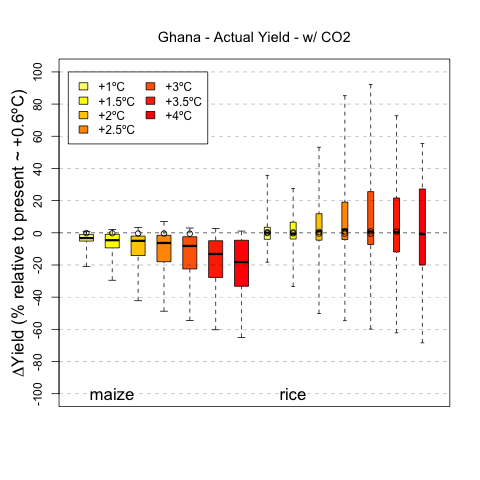 Ghana - Actual Yield - w/ CO2
ΔYield (% relative to present ~ +0.6ºC)
100
80
60
40
20
0
-20
-40
-60
-80
-100
+1ºC
+1.5ºC
+2ºC
+2.5ºC
+3ºC
+3.5ºC
+4ºC
maize
rice